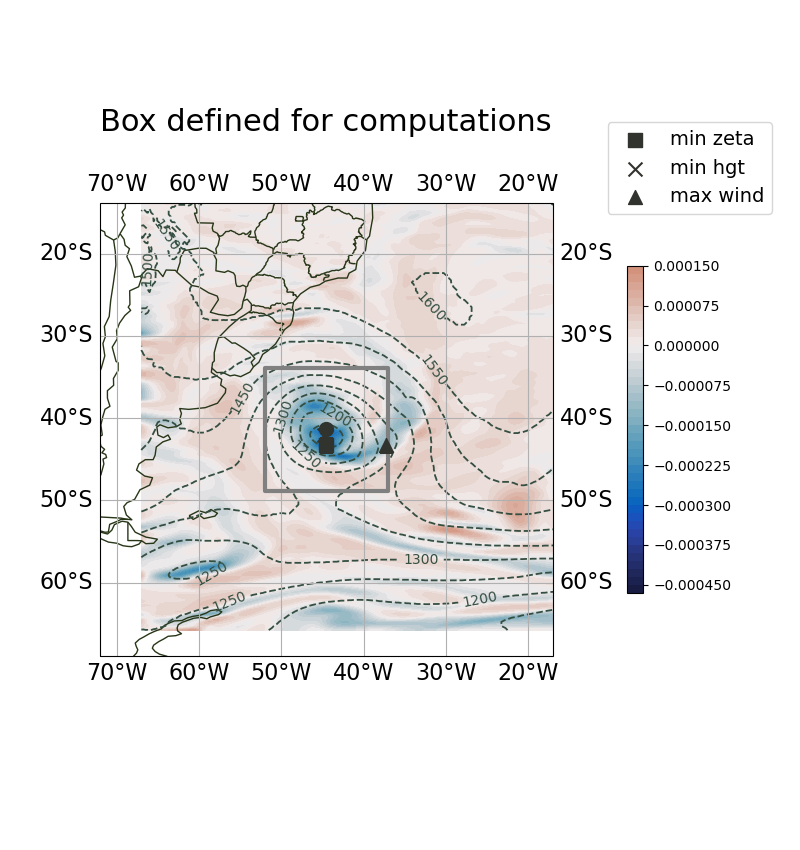 Box defined for computations
min zeta
min hgt
max wind
70°W 60°W 50°W 40°W 30°W 20°W
20°S 20°S
30°S 30°S
40°S 40°S
50°S 50°S
60°S 60°S
70°W 60°W 50°W 40°W 30°W 20°W
1550
1500
1600
1550
1450
1300
1200
1250
1300
1250
1250
1200
0.000150
0.000075
0.000000
−0.000075
−0.000150
−0.000225
−0.000300
−0.000375
−0.000450